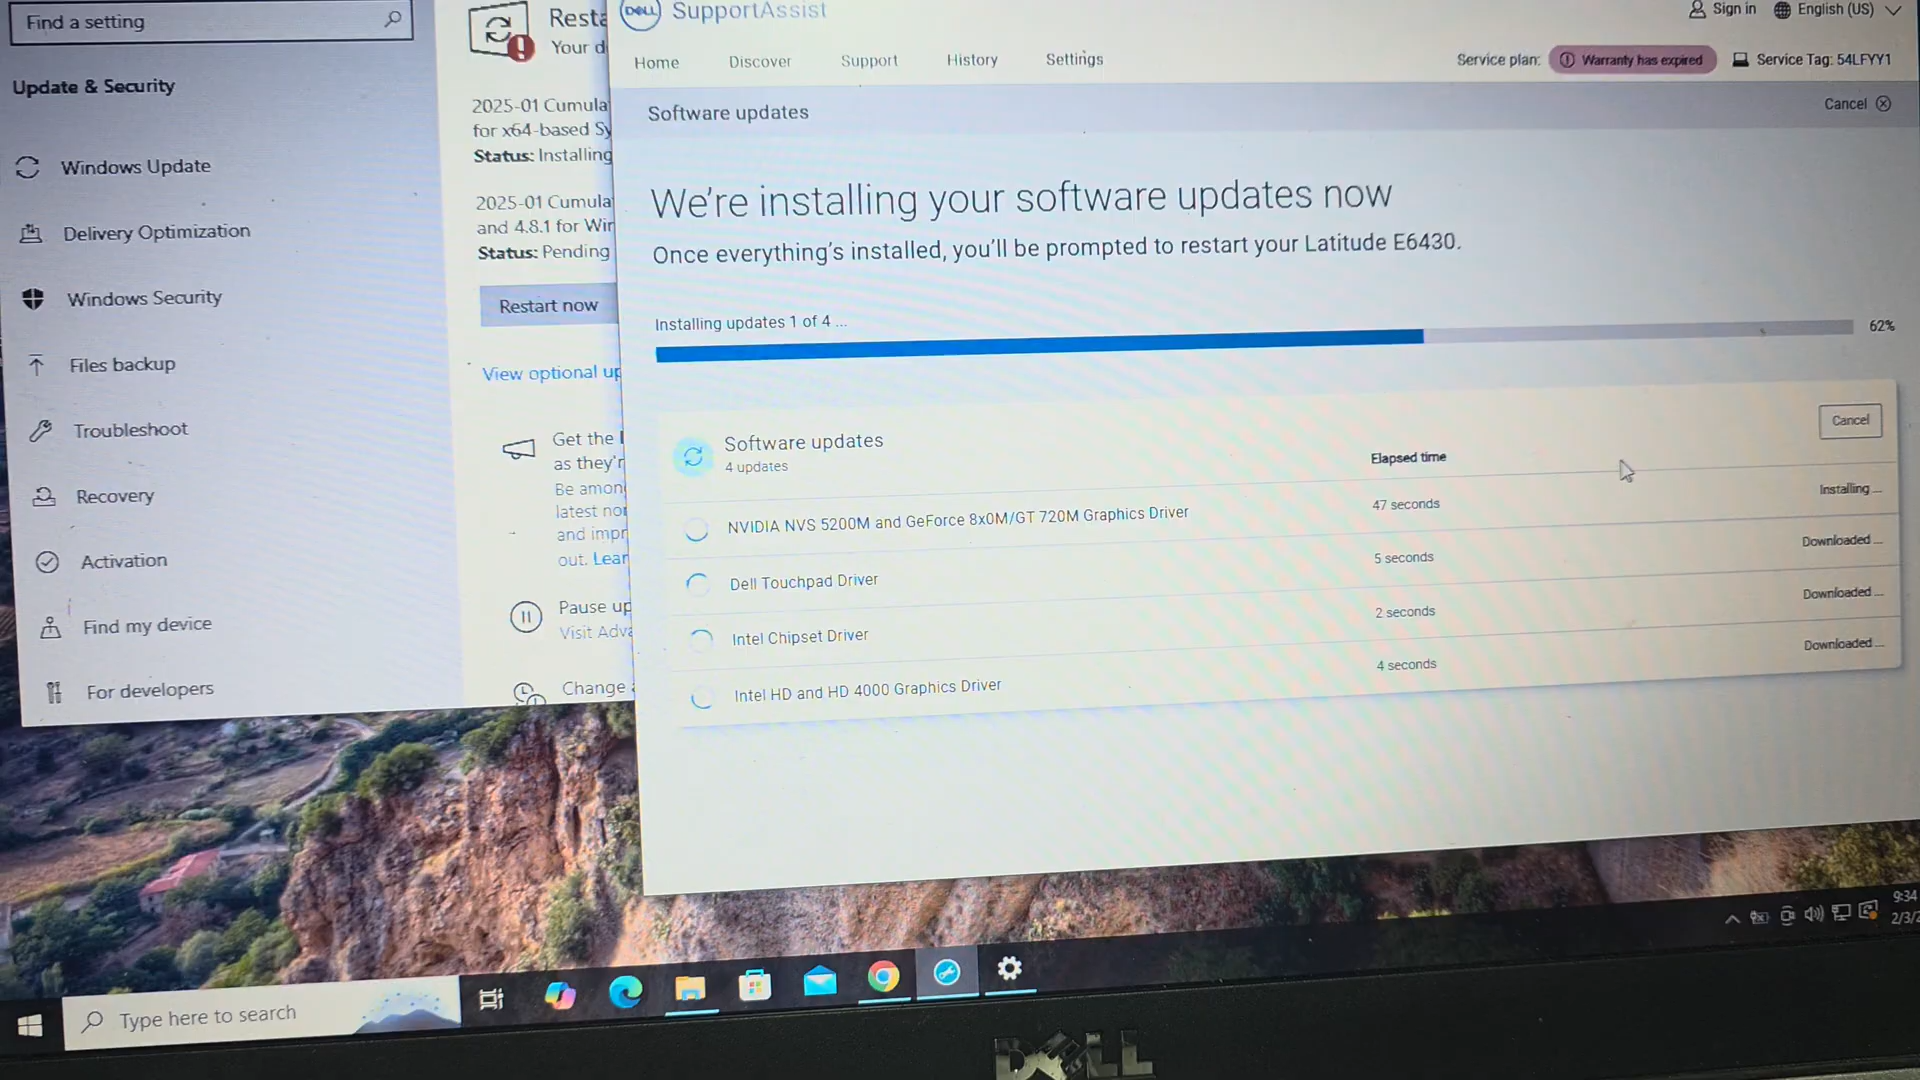 Find a setting
Update & Security
Windows Update
Delivery Optimization
Windows Security
Files backup
Troubleshoot
Recovery
Activation
Find my device
For developers
Your d
2025-01 Cumula
for x64-based Sy
Status: Installing
2025-01 Cumula
and 4.8.1 for Win
Status: Pending
Restart now
View optional up
Get the l
as they'r
Be among
latest no
and impr
out. Lear
Pause up
Visit Adva
Change a
DELL SupportAssist
Sign in
English (US)
Home
Discover
Support
History
Settings
Service plan:
Warranty has expired
Service Tag: 54LFYY1
Software updates
Cancel
We're installing your software updates now
Once everything's installed, you'll be prompted to restart your Latitude E6430.
Installing updates 1 of 4 ...
62%
Software updates
4 updates
Elapsed time
Cancel
NVIDIA NVS 5200M and GeForce 8x0M/GT 720M Graphics Driver
47 seconds
Installing ...
Dell Touchpad Driver
5 seconds
Downloaded ...
Intel Chipset Driver
2 seconds
Downloaded ...
Intel HD and HD 4000 Graphics Driver
4 seconds
Downloaded ...
Type here to search
9:34
2/3/2
DELL